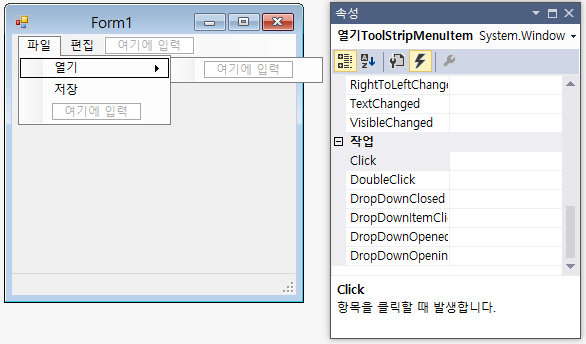 Form1
파일 편집 여기에 입력
열기 여기에 입력
저장
여기에 입력
속성
열기ToolStripMenuItem System.Window
RightToLeftChange
TextChanged
VisibleChanged
작업
Click
DoubleClick
DropDownClosed
DropDownItemCli
DropDownOpened
DropDownOpenin
Click
항목을 클릭할 때 발생합니다.